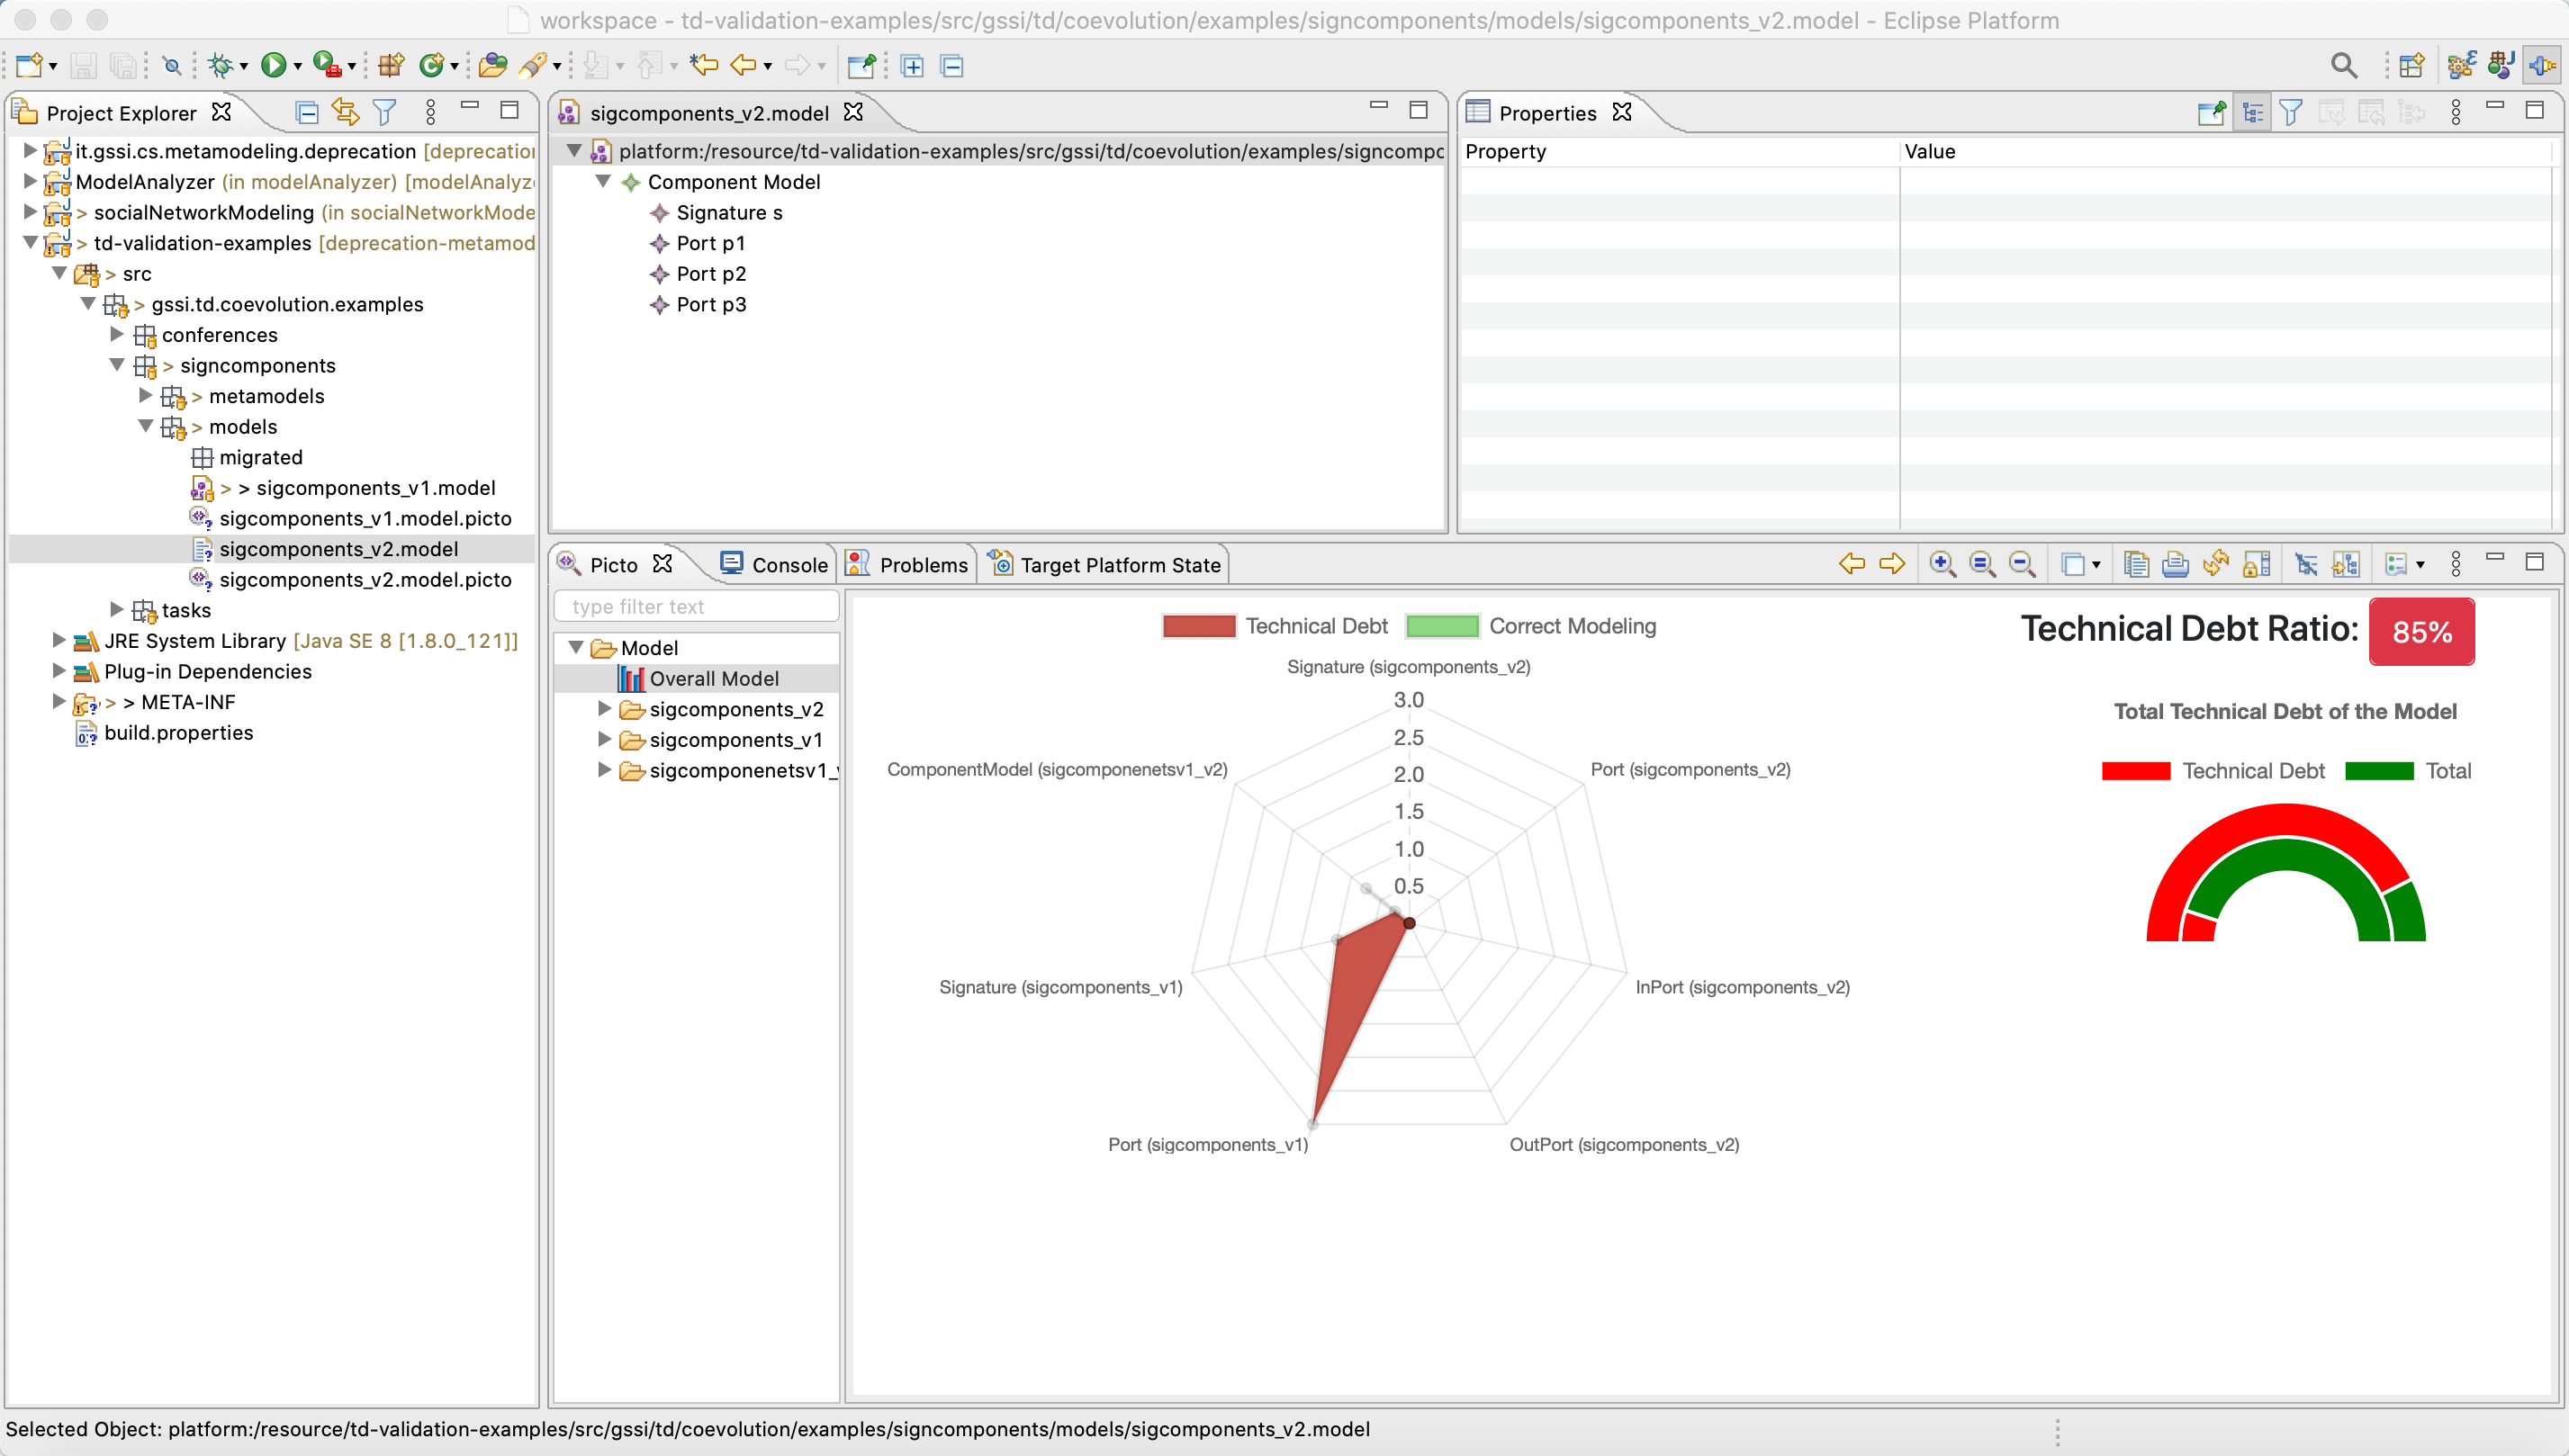 workspace - td-validation-examples/src/gssi/td/coevolution/examples/signcomponents/models/sigcomponents_v2.model - Eclipse Platform
Project Explorer
it.gssi.cs.metamodeling.deprecation [deprecation
ModelAnalyzer (in modelAnalyzer) [modelAnalyz
> socialNetworkModeling (in socialNetworkMode
> td-validation-examples [deprecation-metamod
> src
> gssi.td.coevolution.examples
conferences
> signcomponents
> metamodels
> models
migrated
> > sigcomponents_v1.model
sigcomponents_v1.model.picto
sigcomponents_v2.model
sigcomponents_v2.model.picto
tasks
JRE System Library [Java SE 8 [1.8.0_121]]
Plug-in Dependencies
> > META-INF
build.properties
sigcomponents_v2.model
platform:/resource/td-validation-examples/src/gssi/td/coevolution/examples/signcompo
Component Model
Signature s
Port p1
Port p2
Port p3
Properties
Property Value
Picto Console Problems Target Platform State
type filter text
Model
Overall Model
sigcomponents_v2
sigcomponents_v1
sigcomponenetsv1_v
Technical Debt Correct Modeling
Signature (sigcomponents_v2)
3.0
2.5
2.0
1.5
1.0
0.5
ComponentModel (sigcomponenetsv1_v2)
Port (sigcomponents_v2)
Signature (sigcomponents_v1)
InPort (sigcomponents_v2)
Port (sigcomponents_v1)
OutPort (sigcomponents_v2)
Technical Debt Ratio: 85%
Total Technical Debt of the Model
Technical Debt Total
Selected Object: platform:/resource/td-validation-examples/src/gssi/td/coevolution/examples/signcomponents/models/sigcomponents_v2.model